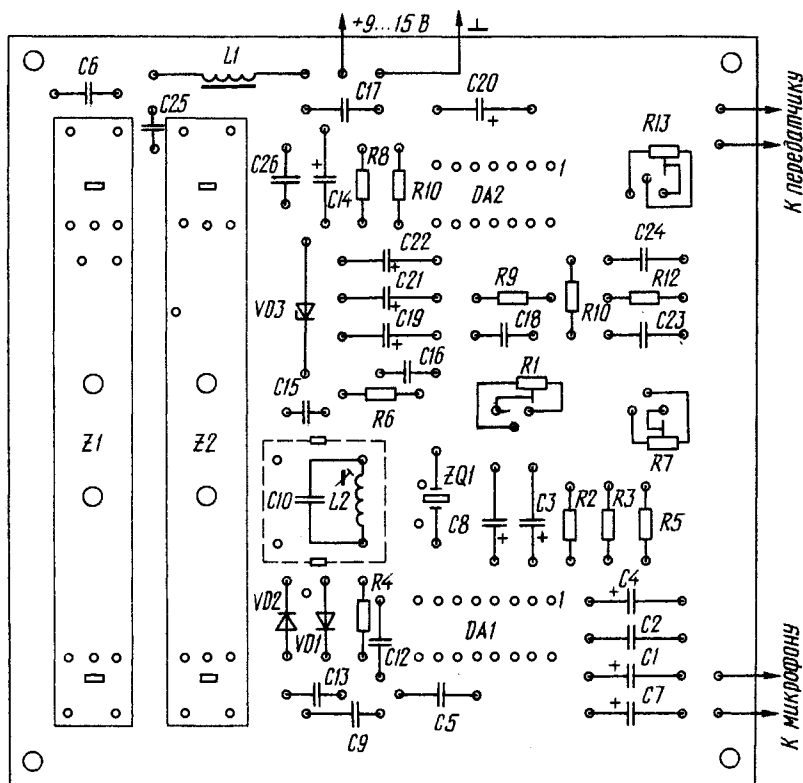 +9...15 В ⊥
L1
C6
C17
C20
C25
R13
К передатчику
C26
+
C14
R8
R10
+
1
DA2
C22
+
C24
C21
+
R9
R12
VD3
C19
+
C18
R10
C23
C16
R1
C15
R6
Z1
Z2
R7
C10
L2
ZQ1
C8
+
C3
+
R2
R3
R5
VD2
VD1
R4
C12
DA1
1
C4
+
C2
C1
+
C7
+
C13
C9
C5
К микрофону